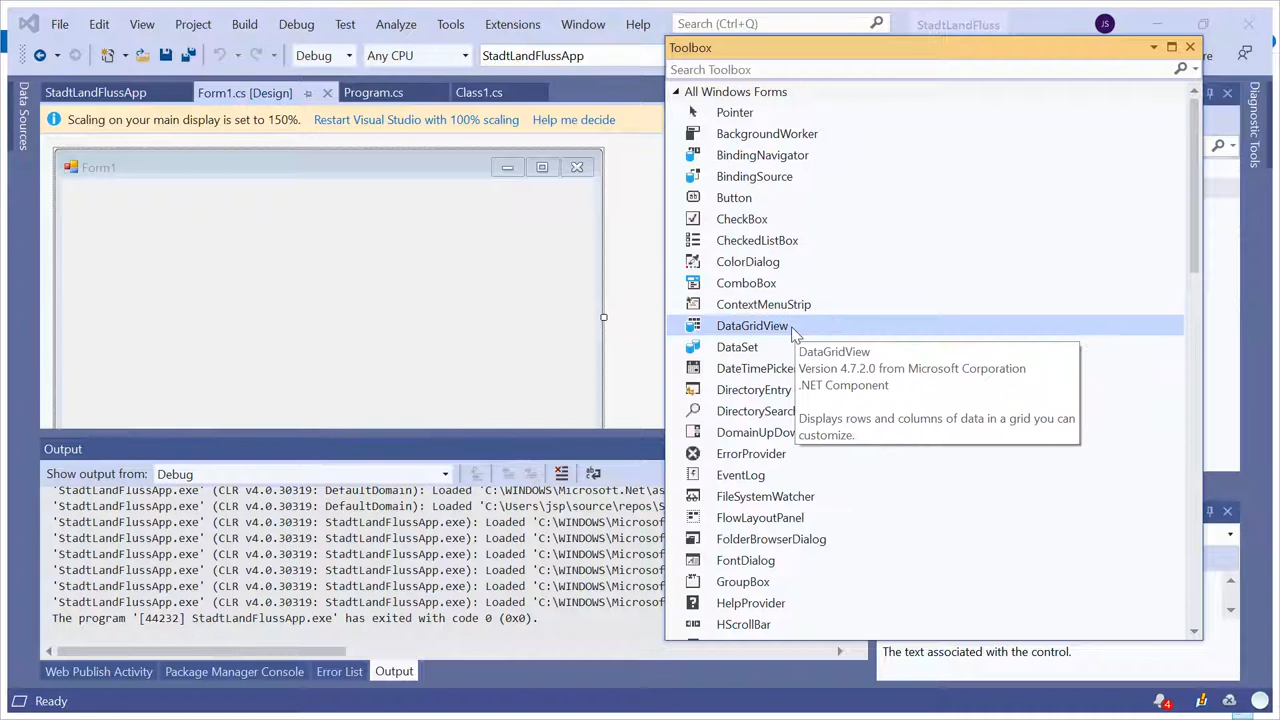 File Edit View Project Build Debug Test Analyze Tools Extensions Window Help Search (Ctrl+Q) StadtLandFluss JS
Debug Any CPU StadtLandFlussApp
Toolbox
Search Toolbox
Data Sources
StadtLandFlussApp Form1.cs [Design] Program.cs Class1.cs
Scaling on your main display is set to 150%. Restart Visual Studio with 100% scaling Help me decide
Form1
All Windows Forms
Pointer
BackgroundWorker
BindingNavigator
BindingSource
Button
CheckBox
CheckedListBox
ColorDialog
ComboBox
ContextMenuStrip
DataGridView
DataSet
DateTimePicke
DirectoryEntry
DirectorySearc
DomainUpDow
ErrorProvider
EventLog
FileSystemWatcher
FlowLayoutPanel
FolderBrowserDialog
FontDialog
GroupBox
HelpProvider
HScrollBar
DataGridView
Version 4.7.2.0 from Microsoft Corporation
.NET Component
Displays rows and columns of data in a grid you can
customize.
Diagnostic Tools
Output
Show output from: Debug
'StadtLandFlussApp.exe' (CLR v4.0.30319: DefaultDomain): Loaded 'C:\WINDOWS\Microsoft.Net\as
'StadtLandFlussApp.exe' (CLR v4.0.30319: DefaultDomain): Loaded 'C:\Users\jsp\source\repos\S
'StadtLandFlussApp.exe' (CLR v4.0.30319: StadtLandFlussApp.exe): Loaded 'C:\WINDOWS\Microsof
'StadtLandFlussApp.exe' (CLR v4.0.30319: StadtLandFlussApp.exe): Loaded 'C:\WINDOWS\Microsof
'StadtLandFlussApp.exe' (CLR v4.0.30319: StadtLandFlussApp.exe): Loaded 'C:\WINDOWS\Microsof
'StadtLandFlussApp.exe' (CLR v4.0.30319: StadtLandFlussApp.exe): Loaded 'C:\WINDOWS\Microsof
'StadtLandFlussApp.exe' (CLR v4.0.30319: StadtLandFlussApp.exe): Loaded 'C:\WINDOWS\Microsof
'StadtLandFlussApp.exe' (CLR v4.0.30319: StadtLandFlussApp.exe): Loaded 'C:\WINDOWS\Microsof
The program '[44232] StadtLandFlussApp.exe' has exited with code 0 (0x0).
The text associated with the control.
Web Publish Activity Package Manager Console Error List Output
Ready 4